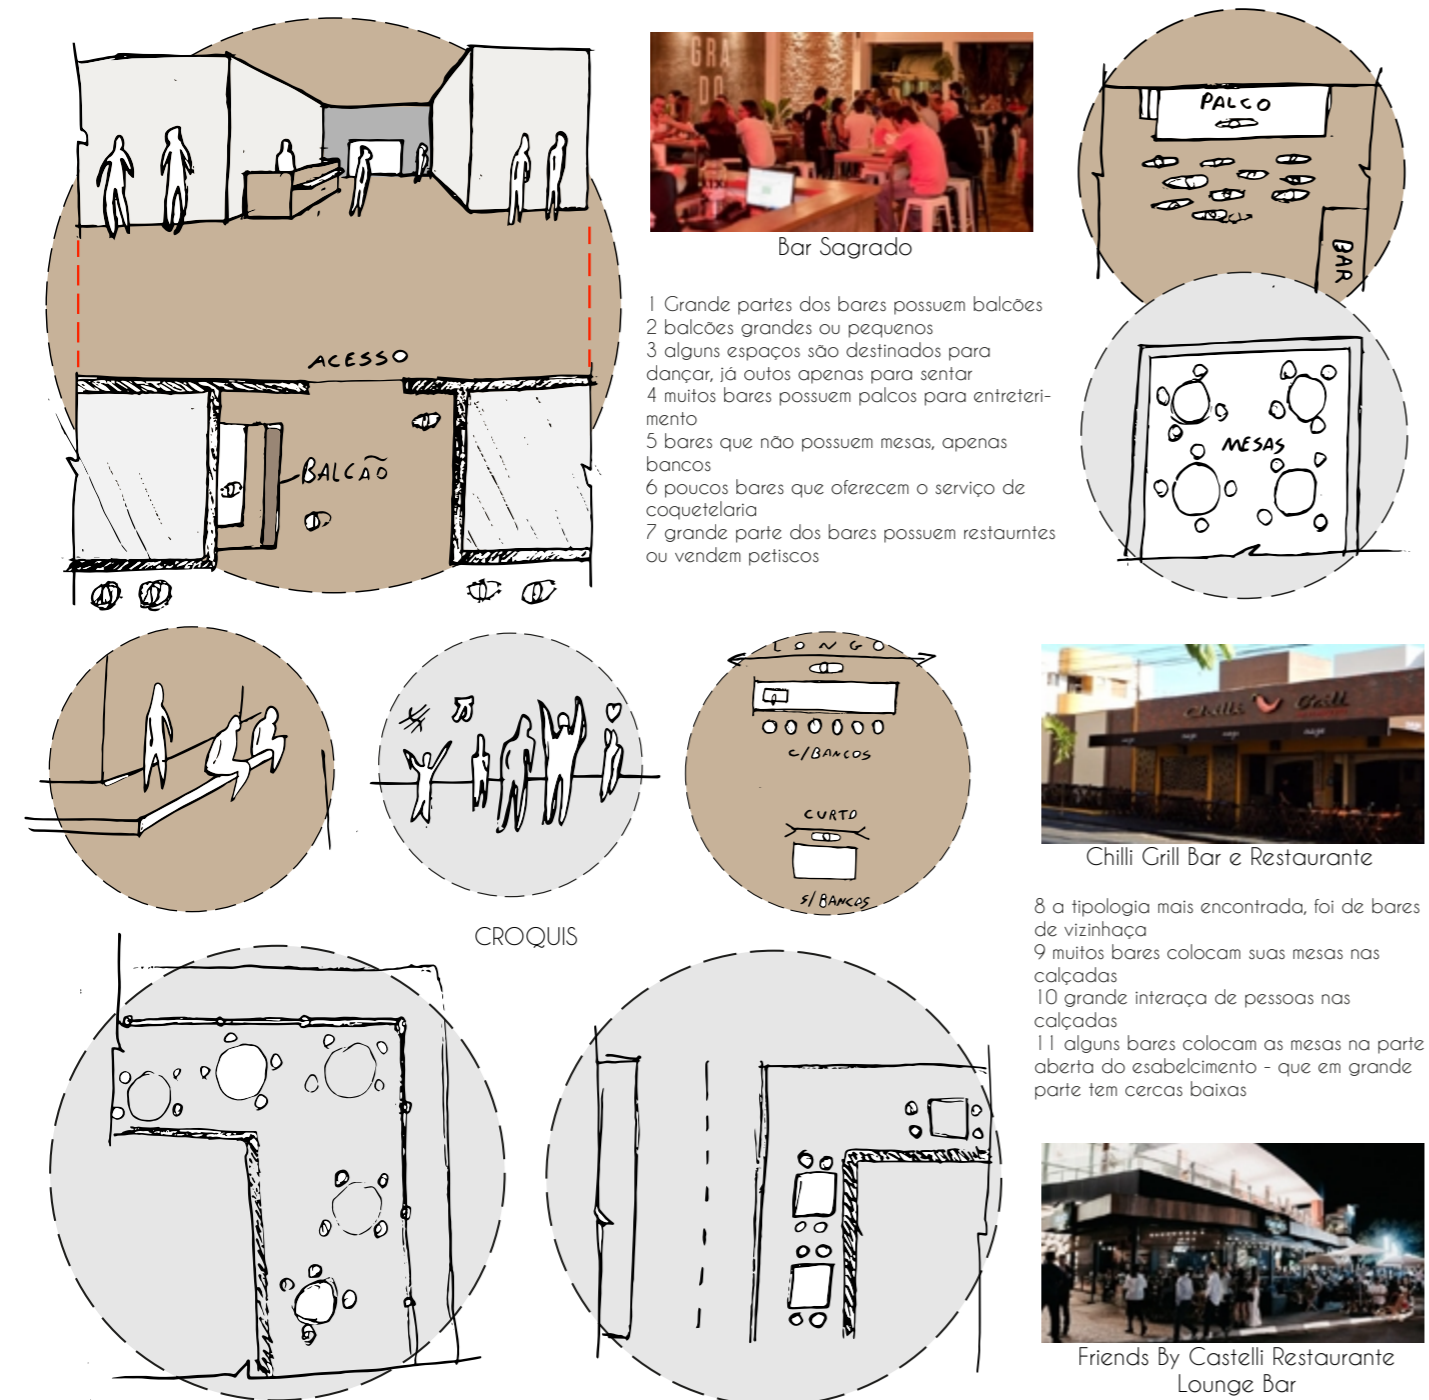 GRA
DO
Bar Sagrado
PALCO
BAR
1 Grande partes dos bares possuem balcões
2 balcões grandes ou pequenos
3 alguns espaços são destinados para
dançar, já outos apenas para sentar
4 muitos bares possuem palcos para entreteri-
mento
5 bares que não possuem mesas, apenas
bancos
6 poucos bares que oferecem o serviço de
coquetelaria
7 grande parte dos bares possuem restaurntes
ou vendem petiscos
ACESSO
BALCÃO
MESAS
LONGO
C/BANCOS
CURTO
S/BANCOS
CROQUIS
Chilli Grill
Chilli Grill Bar e Restaurante
8 a tipologia mais encontrada, foi de bares
de vizinhaça
9 muitos bares colocam suas mesas nas
calçadas
10 grande interaça de pessoas nas
calçadas
11 alguns bares colocam as mesas na parte
aberta do esabelcimento - que em grande
parte tem cercas baixas
Friends By Castelli Restaurante
Lounge Bar